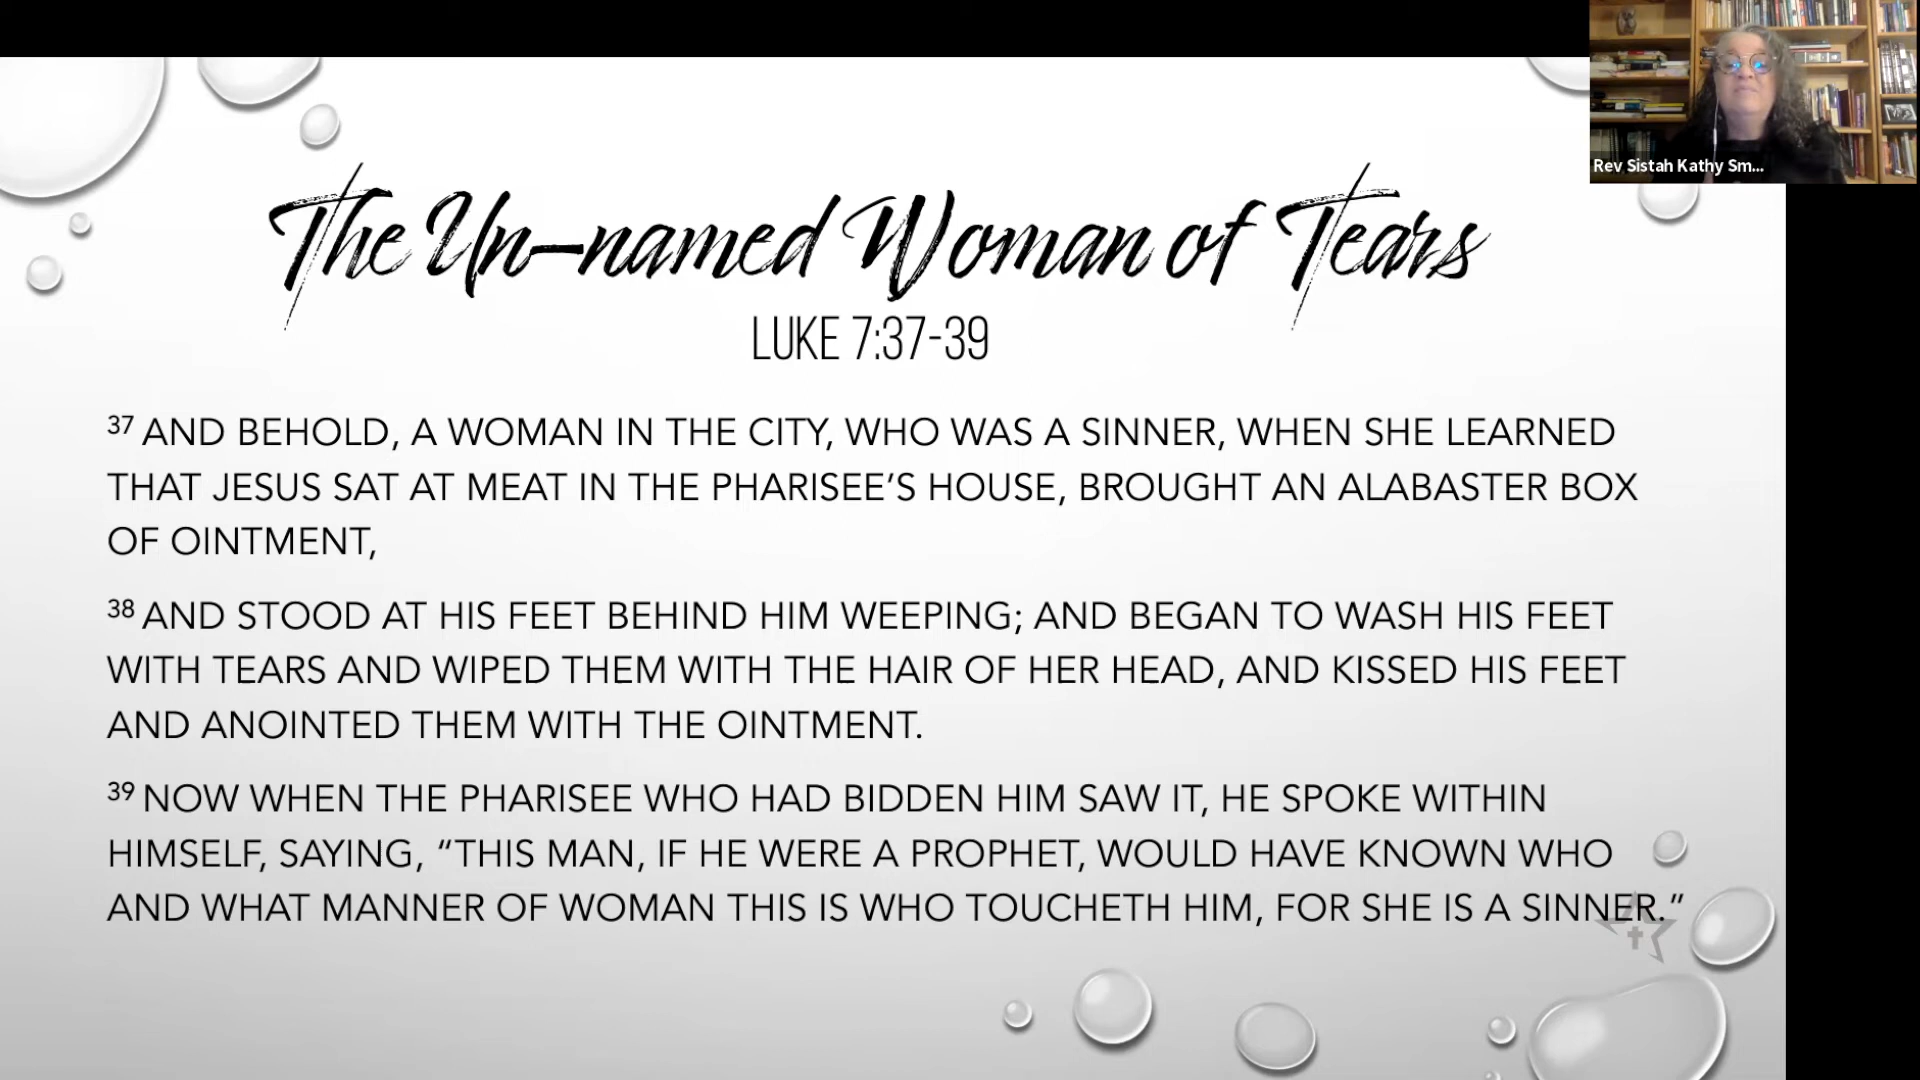 Rev Sistah Kathy Sm...
The Un-named Woman of Tears
LUKE 7:37-39
37 AND BEHOLD, A WOMAN IN THE CITY, WHO WAS A SINNER, WHEN SHE LEARNED
THAT JESUS SAT AT MEAT IN THE PHARISEE’S HOUSE, BROUGHT AN ALABASTER BOX
OF OINTMENT,
38 AND STOOD AT HIS FEET BEHIND HIM WEEPING; AND BEGAN TO WASH HIS FEET
WITH TEARS AND WIPED THEM WITH THE HAIR OF HER HEAD, AND KISSED HIS FEET
AND ANOINTED THEM WITH THE OINTMENT.
39 NOW WHEN THE PHARISEE WHO HAD BIDDEN HIM SAW IT, HE SPOKE WITHIN
HIMSELF, SAYING, “THIS MAN, IF HE WERE A PROPHET, WOULD HAVE KNOWN WHO
AND WHAT MANNER OF WOMAN THIS IS WHO TOUCHETH HIM, FOR SHE IS A SINNER.”